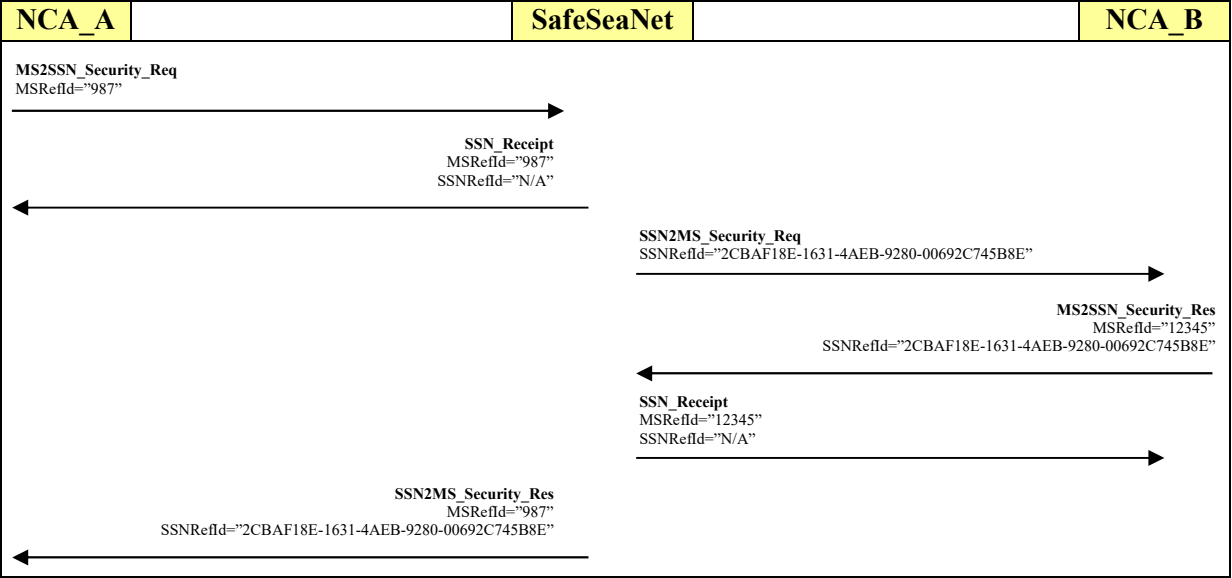 NCA_A
SafeSeaNet
NCA_B
MS2SSN_Security_Req
MSRefId=”987”
SSN_Receipt
MSRefId=”987”
SSNRefId=”N/A”
SSN2MS_Security_Req
SSNRefId=”2CBAF18E-1631-4AEB-9280-00692C745B8E”
MS2SSN_Security_Res
MSRefId=”12345”
SSNRefId=”2CBAF18E-1631-4AEB-9280-00692C745B8E”
SSN_Receipt
MSRefId=”12345”
SSNRefId=”N/A”
SSN2MS_Security_Res
MSRefId=”987”
SSNRefId=”2CBAF18E-1631-4AEB-9280-00692C745B8E”